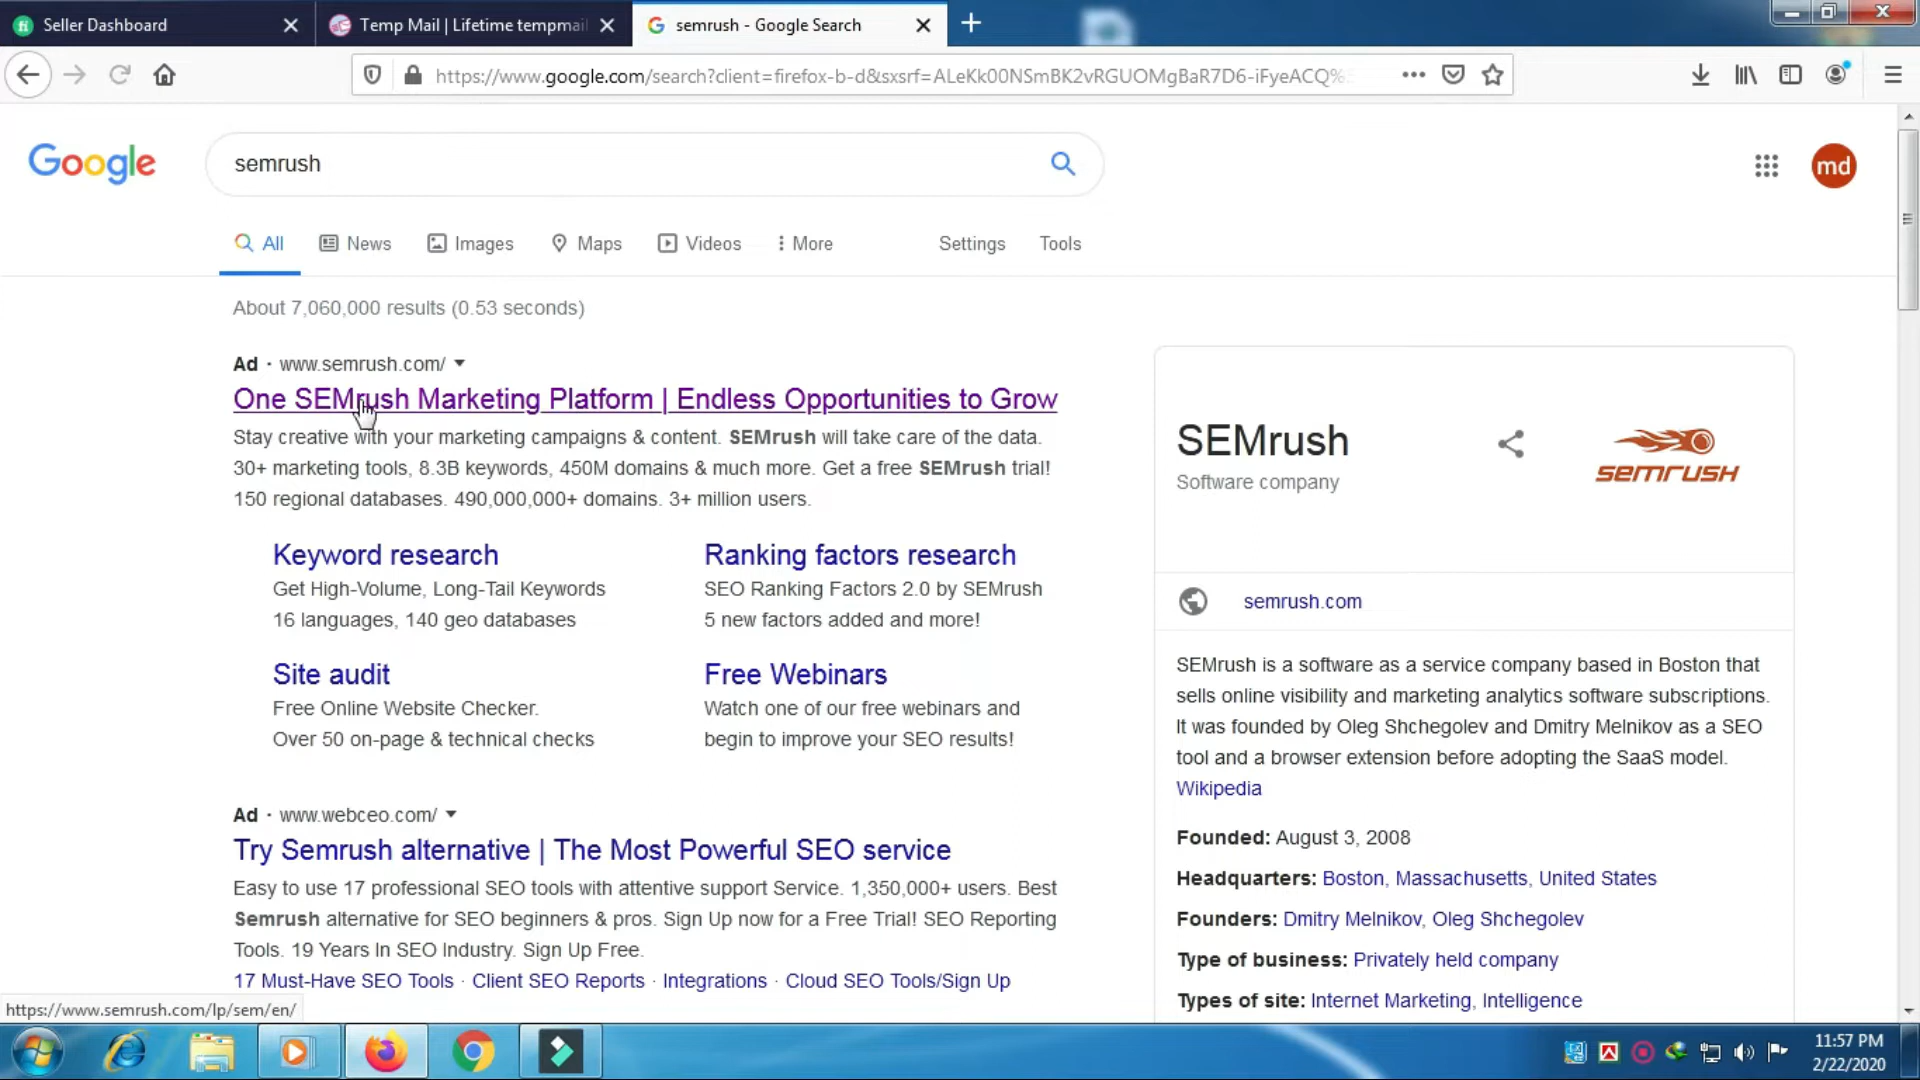 Seller Dashboard
Temp Mail | Lifetime tempmai
semrush - Google Search
https://www.google.com/search?client=firefox-b-d&sxsrf=ALeKk00NSmBK2vRGUOMgBaR7D6-iFyeACQ%
Google
semrush
md
All
News
Images
Maps
Videos
More
Settings
Tools
About 7,060,000 results (0.53 seconds)
Ad · www.semrush.com/
One SEMrush Marketing Platform | Endless Opportunities to Grow
Stay creative with your marketing campaigns & content. SEMrush will take care of the data.
30+ marketing tools, 8.3B keywords, 450M domains & much more. Get a free SEMrush trial!
150 regional databases. 490,000,000+ domains. 3+ million users.
Keyword research
Get High-Volume, Long-Tail Keywords
16 languages, 140 geo databases
Ranking factors research
SEO Ranking Factors 2.0 by SEMrush
5 new factors added and more!
Site audit
Free Online Website Checker.
Over 50 on-page & technical checks
Free Webinars
Watch one of our free webinars and
begin to improve your SEO results!
Ad · www.webceo.com/
Try Semrush alternative | The Most Powerful SEO service
Easy to use 17 professional SEO tools with attentive support Service. 1,350,000+ users. Best
Semrush alternative for SEO beginners & pros. Sign Up now for a Free Trial! SEO Reporting
Tools. 19 Years In SEO Industry. Sign Up Free.
17 Must-Have SEO Tools · Client SEO Reports · Integrations · Cloud SEO Tools/Sign Up
SEMrush
Software company
semrush
semrush.com
SEMrush is a software as a service company based in Boston that
sells online visibility and marketing analytics software subscriptions.
It was founded by Oleg Shchegolev and Dmitry Melnikov as a SEO
tool and a browser extension before adopting the SaaS model.
Wikipedia
Founded: August 3, 2008
Headquarters: Boston, Massachusetts, United States
Founders: Dmitry Melnikov, Oleg Shchegolev
Type of business: Privately held company
Types of site: Internet Marketing, Intelligence
https://www.semrush.com/lp/sem/en/
11:57 PM
2/22/2020